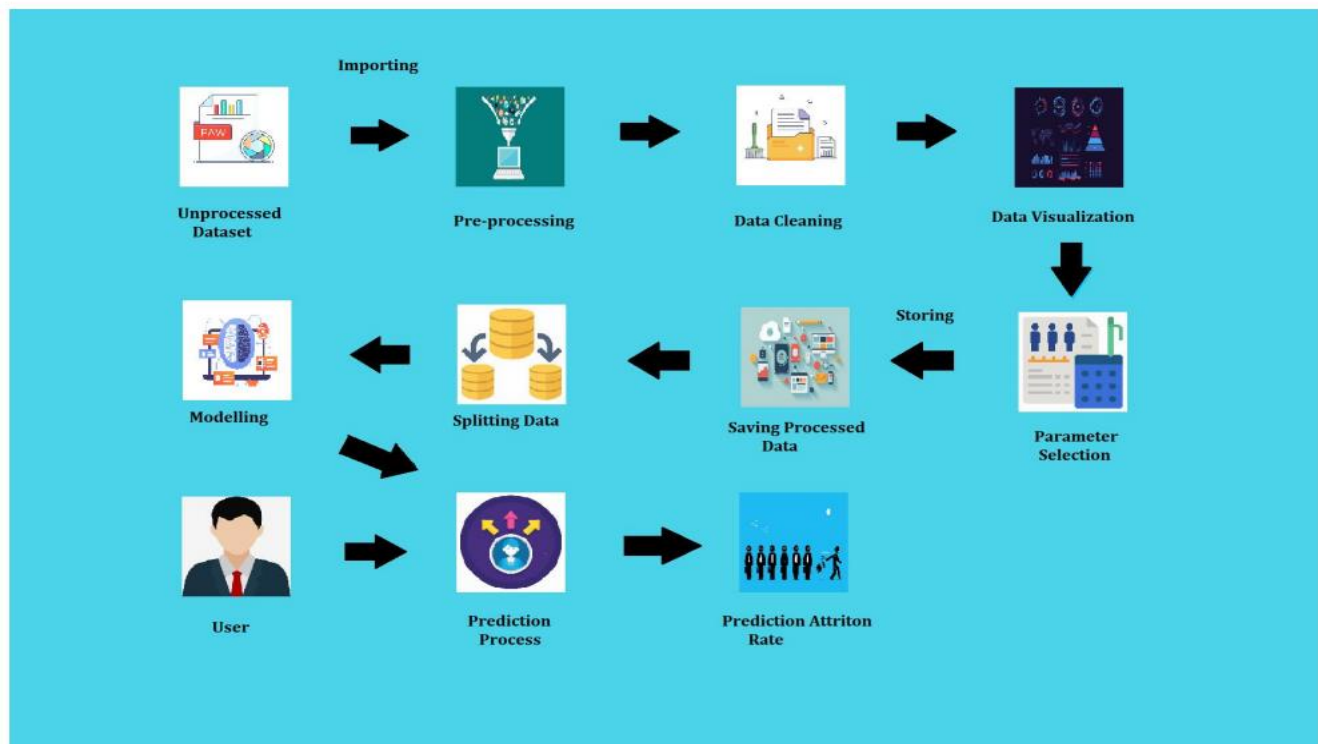 Importing
RAW
Unprocessed
Dataset
Pre-processing
Data Cleaning
Data Visualization
Storing
Modelling
Splitting Data
Saving Processed
Data
Parameter
Selection
User
Prediction
Process
Prediction Attriton
Rate